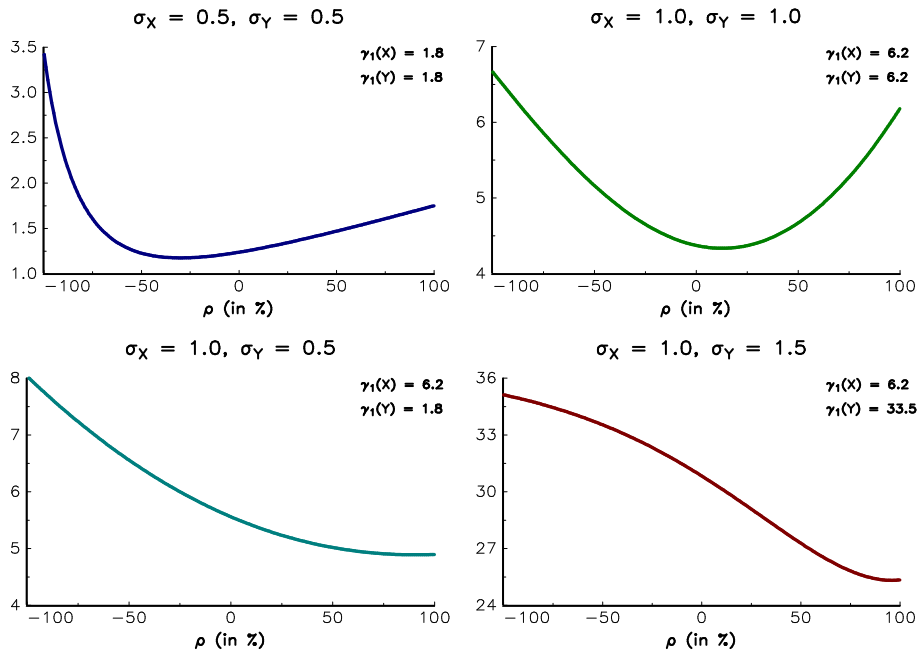 σX = 0.5, σY = 0.5
γ1(X) = 1.8
γ1(Y) = 1.8
3.5
3.0
2.5
2.0
1.5
1.0
−100 −50 0 50 100
ρ (in %)
σX = 1.0, σY = 1.0
γ1(X) = 6.2
γ1(Y) = 6.2
7
6
5
4
−100 −50 0 50 100
ρ (in %)
σX = 1.0, σY = 0.5
γ1(X) = 6.2
γ1(Y) = 1.8
8
7
6
5
4
−100 −50 0 50 100
ρ (in %)
σX = 1.0, σY = 1.5
γ1(X) = 6.2
γ1(Y) = 33.5
36
33
30
27
24
−100 −50 0 50 100
ρ (in %)